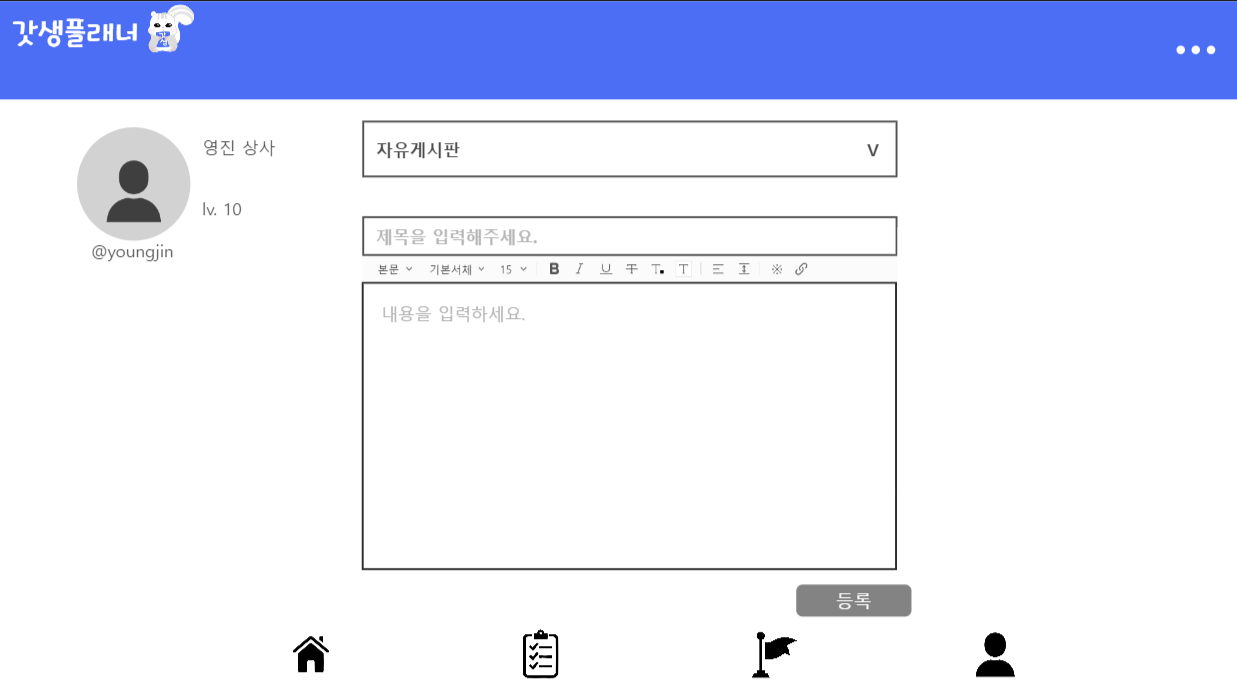 갓생플래너
갓생
영진 상사
lv. 10
@youngjin
자유게시판 V
제목을 입력해주세요.
본문 기본서체 15 B I U T T T ※
내용을 입력하세요.
등록